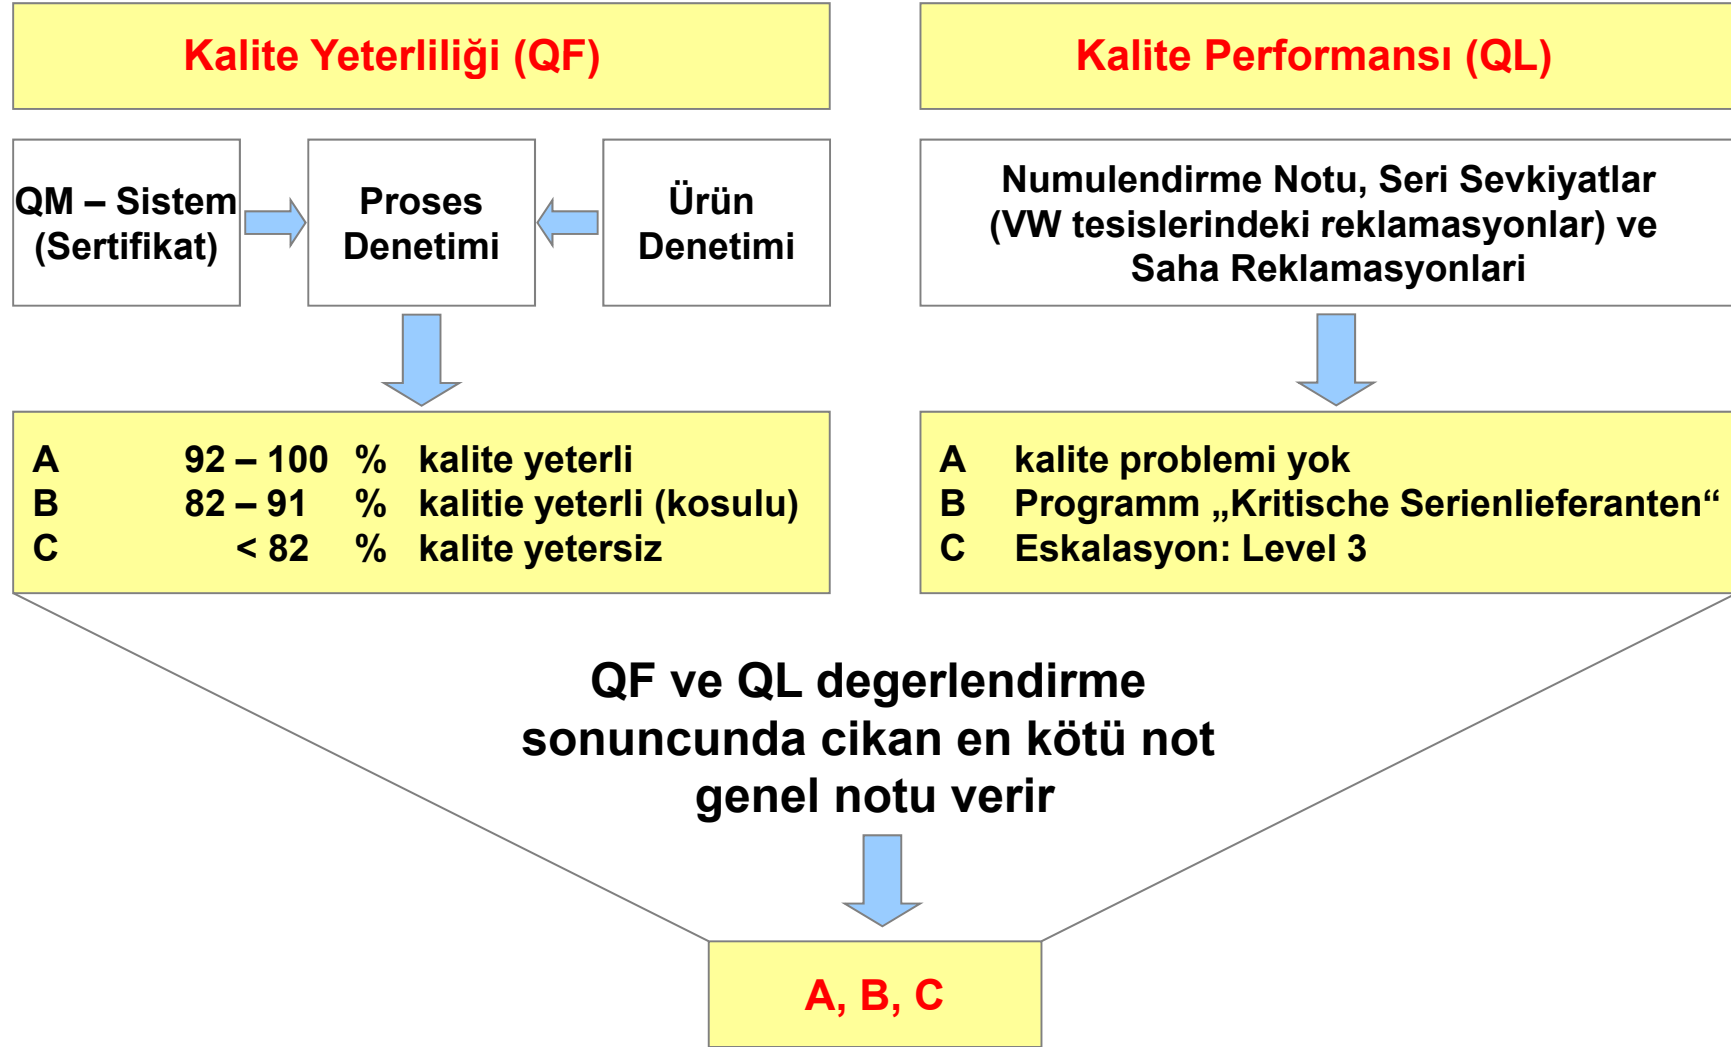 Kalite Yeterliliği (QF)
Kalite Performansı (QL)
QM – Sistem
(Sertifikat)
Proses
Denetimi
Ürün
Denetimi
Numulendirme Notu, Seri Sevkiyatlar
(VW tesislerindeki reklamasyonlar) ve
Saha Reklamasyonlari
A 92 – 100 % kalite yeterli
B 82 – 91 % kalitie yeterli (kosulu)
C < 82 % kalite yetersiz
A kalite problemi yok
B Programm „Kritische Serienlieferanten“
C Eskalasyon: Level 3
QF ve QL degerlendirme
sonuncunda cikan en kötü not
genel notu verir
A, B, C